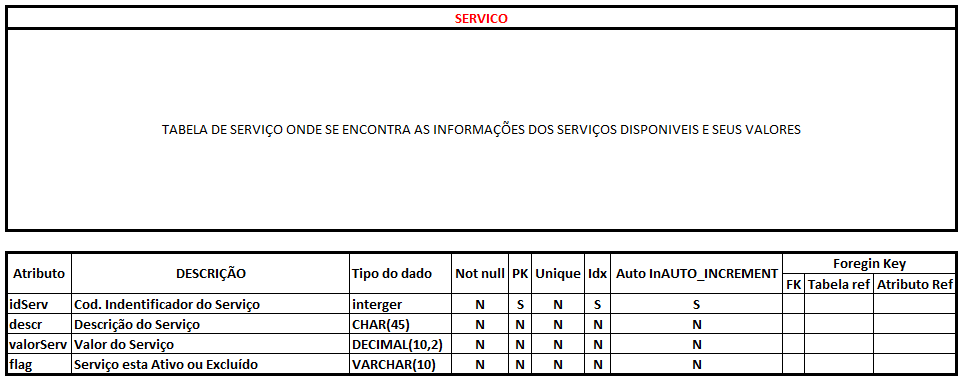 SERVICO
TABELA DE SERVIÇO ONDE SE ENCONTRA AS INFORMAÇÕES DOS SERVIÇOS DISPONIVEIS E SEUS VALORES
Atributo DESCRIÇÃO Tipo do dado Not null PK Unique Idx Auto InAUTO_INCREMENT Foregin Key
FK Tabela ref Atributo Ref
idServ Cod. Indentificador do Serviço interger N S N S S
descr Descrição do Serviço CHAR(45) N N N N N
valorServ Valor do Serviço DECIMAL(10,2) N N N N N
flag Serviço esta Ativo ou Excluído VARCHAR(10) N N N N N